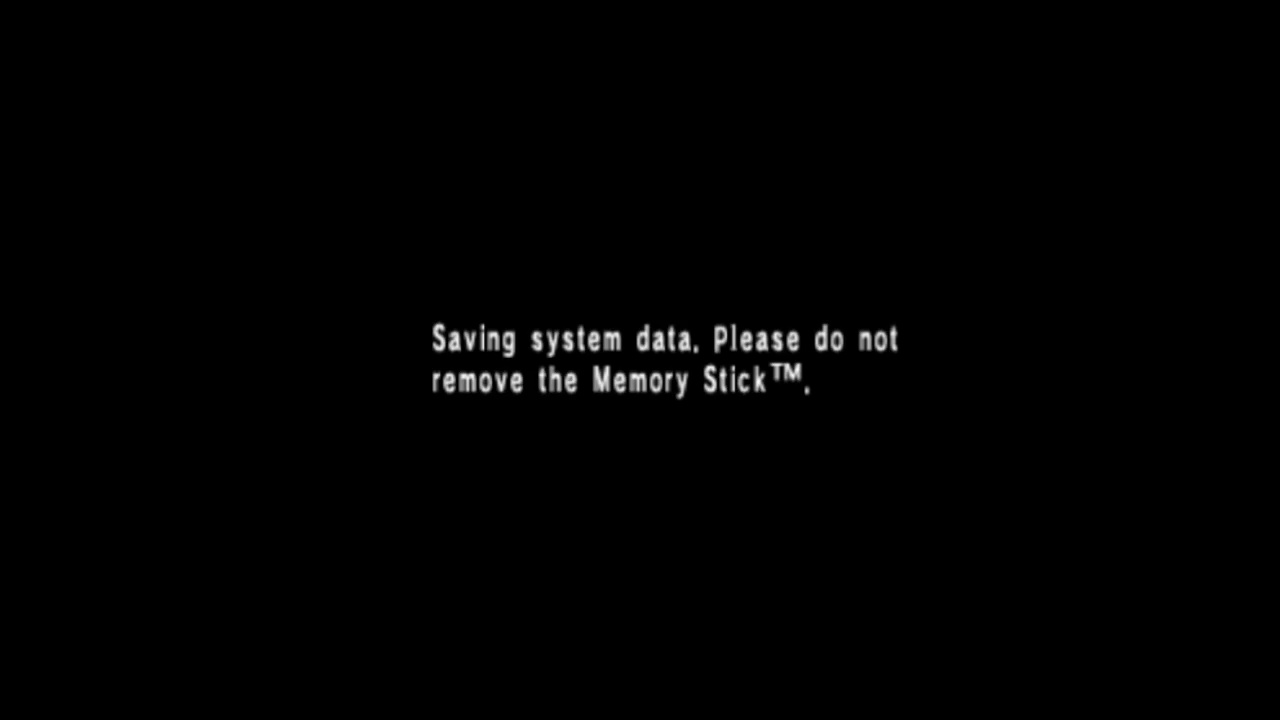 Saving system data. Please do not
remove the Memory Stick™.